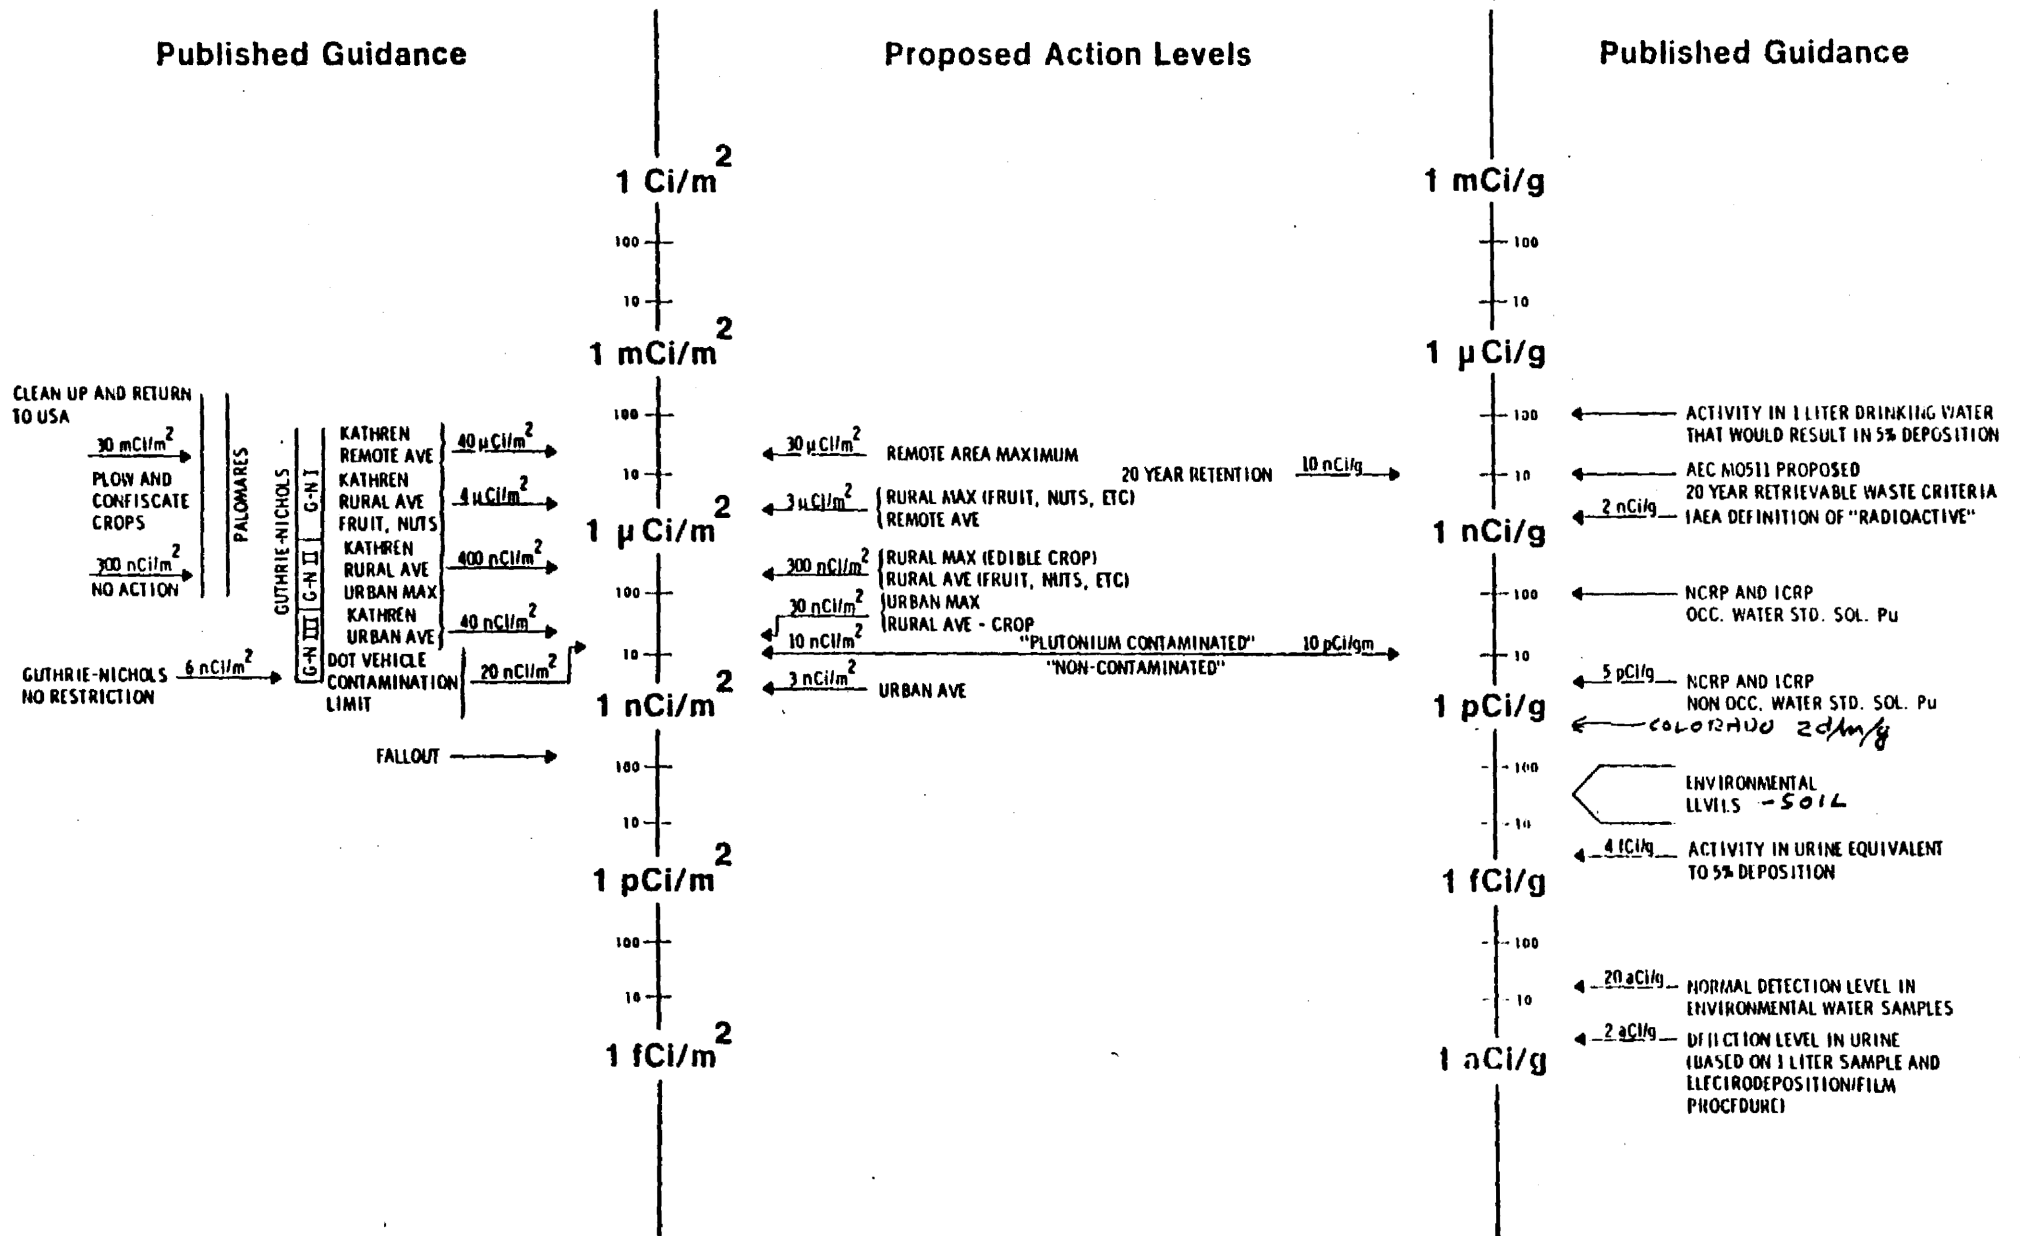 Published Guidance
Proposed Action Levels
Published Guidance
1 Ci/m²
100
10
1 mCi/m²
100
10
1 µCi/m²
100
10
1 nCi/m²
100
10
1 pCi/m²
100
10
1 fCi/m²
1 mCi/g
100
10
1 µCi/g
100
10
1 nCi/g
100
10
1 pCi/g
100
10
1 fCi/g
100
10
1 aCi/g
CLEAN UP AND RETURN
TO USA
30 mCi/m²
PLOW AND
CONFISCATE
CROPS
300 nCi/m²
NO ACTION
PALOMARES
GUTHRIE-NICHOLS
NO RESTRICTION
6 nCi/m²
GUTHRIE-NICHOLS
G-N I
G-N II
G-N III
KATHREN
REMOTE AVE
40 µCi/m²
KATHREN
RURAL AVE
FRUIT, NUTS
4 µCi/m²
KATHREN
RURAL AVE
URBAN MAX
400 nCi/m²
KATHREN
URBAN AVE
40 nCi/m²
DOT VEHICLE
CONTAMINATION
LIMIT
20 nCi/m²
FALLOUT
30 µCi/m² REMOTE AREA MAXIMUM
20 YEAR RETENTION 10 nCi/g
3 µCi/m² RURAL MAX (FRUIT, NUTS, ETC)
REMOTE AVE
300 nCi/m² RURAL MAX (EDIBLE CROP)
RURAL AVE (FRUIT, NUTS, ETC)
30 nCi/m² URBAN MAX
RURAL AVE - CROP
10 nCi/m² "PLUTONIUM CONTAMINATED" 10 pCi/gm
"NON-CONTAMINATED"
3 nCi/m² URBAN AVE
ACTIVITY IN 1 LITER DRINKING WATER
THAT WOULD RESULT IN 5% DEPOSITION
AEC M0511 PROPOSED
20 YEAR RETRIEVABLE WASTE CRITERIA
2 nCi/g IAEA DEFINITION OF "RADIOACTIVE"
NCRP AND ICRP
OCC. WATER STD. SOL. Pu
5 pCi/g NCRP AND ICRP
NON OCC. WATER STD. SOL. Pu
COLORADO 2d/m/g
ENVIRONMENTAL
LEVELS - SOIL
4 fCi/g ACTIVITY IN URINE EQUIVALENT
TO 5% DEPOSITION
20 aCi/g NORMAL DETECTION LEVEL IN
ENVIRONMENTAL WATER SAMPLES
2 aCi/g DETECTION LEVEL IN URINE
(BASED ON 1 LITER SAMPLE AND
ELECTRODEPOSITION/FILM
PROCEDURE)